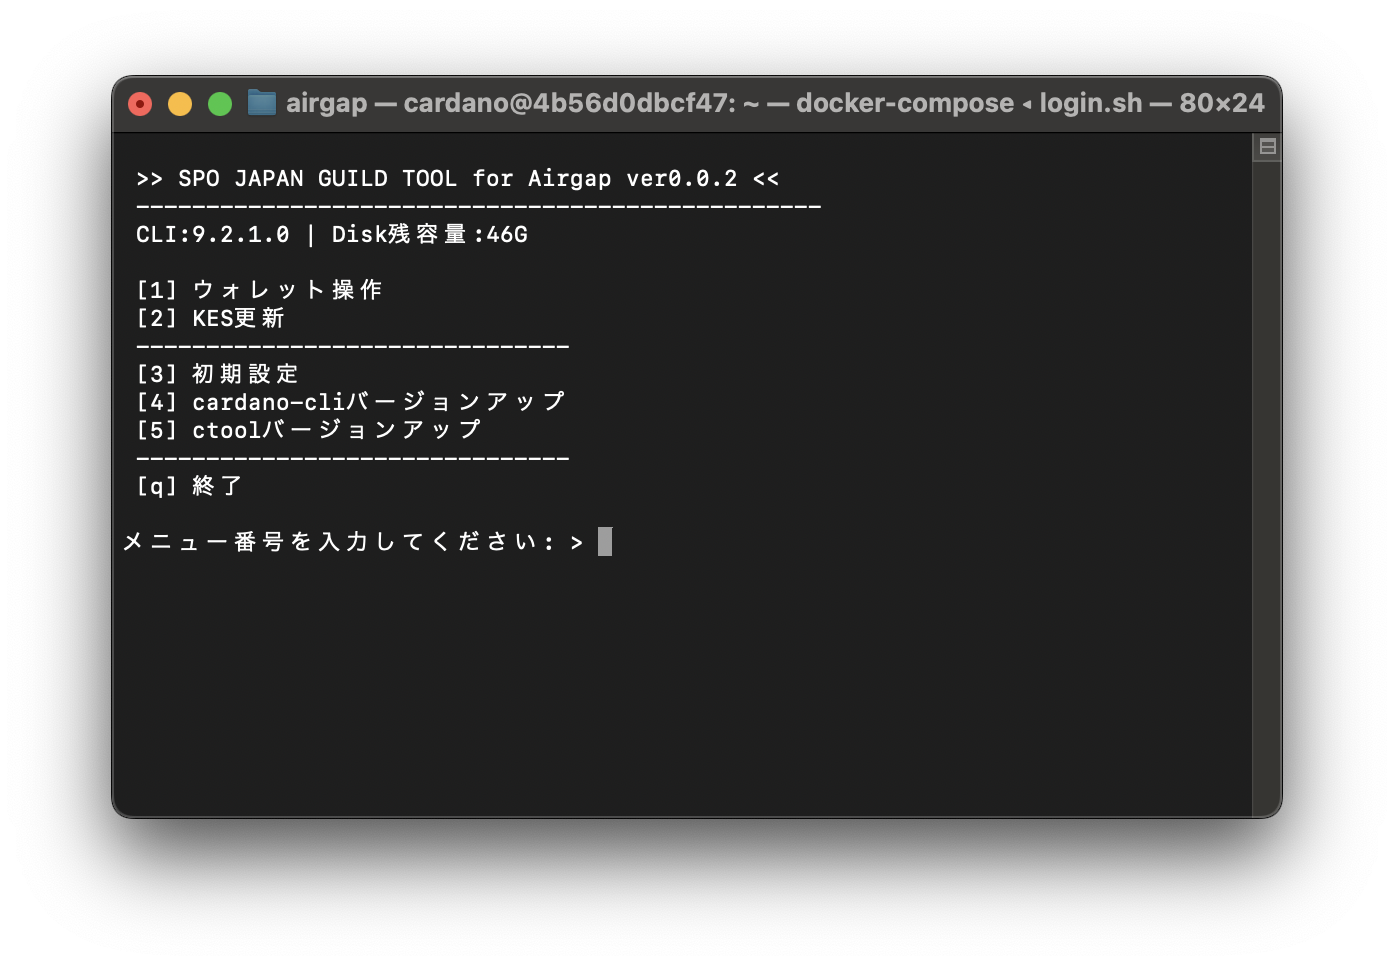 airgap — cardano@4b56d0dbcf47: ~ — docker-compose ◂ login.sh — 80×24
>> SPO JAPAN GUILD TOOL for Airgap ver0.0.2 <<
-------------------------------------------------
CLI:9.2.1.0 | Disk残容量:46G
[1] ウォレット操作
[2] KES更新
-------------------------------
[3] 初期設定
[4] cardano-cliバージョンアップ
[5] ctoolバージョンアップ
-------------------------------
[q] 終了
メニュー番号を入力してください: >